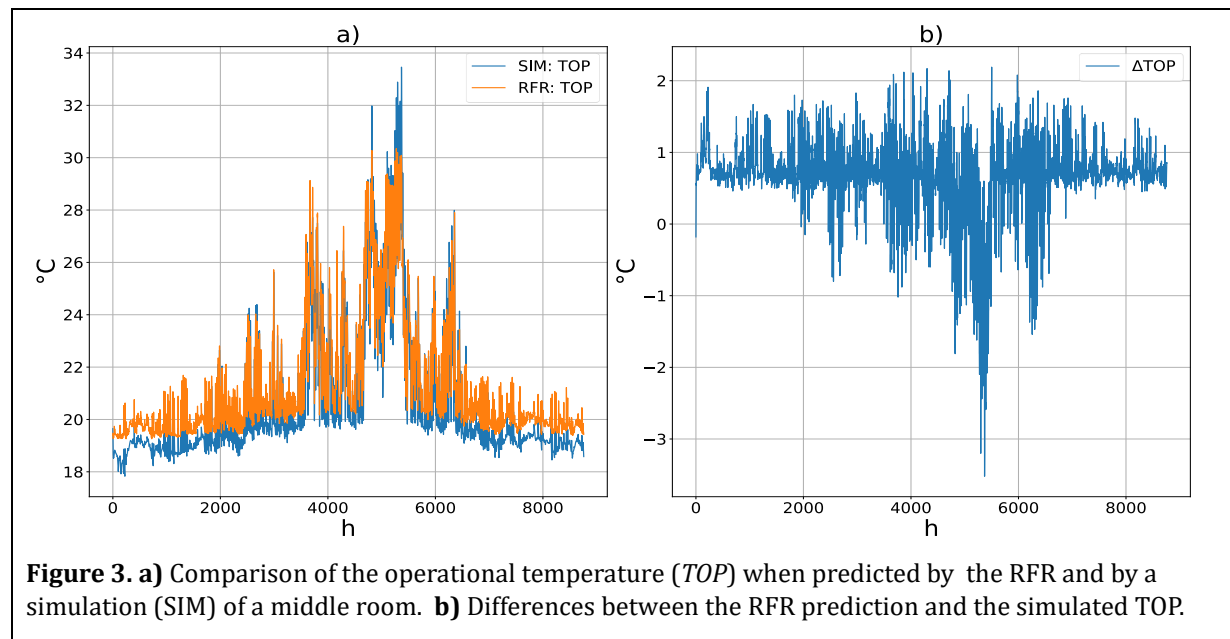 a)
34
32
30
28
26
24
22
20
18
°C
SIM: TOP
RFR: TOP
0
2000
4000
6000
8000
h
b)
2
1
0
−1
−2
−3
°C
ΔTOP
0
2000
4000
6000
8000
h
Figure 3. a) Comparison of the operational temperature (TOP) when predicted by the RFR and by a
simulation (SIM) of a middle room. b) Differences between the RFR prediction and the simulated TOP.